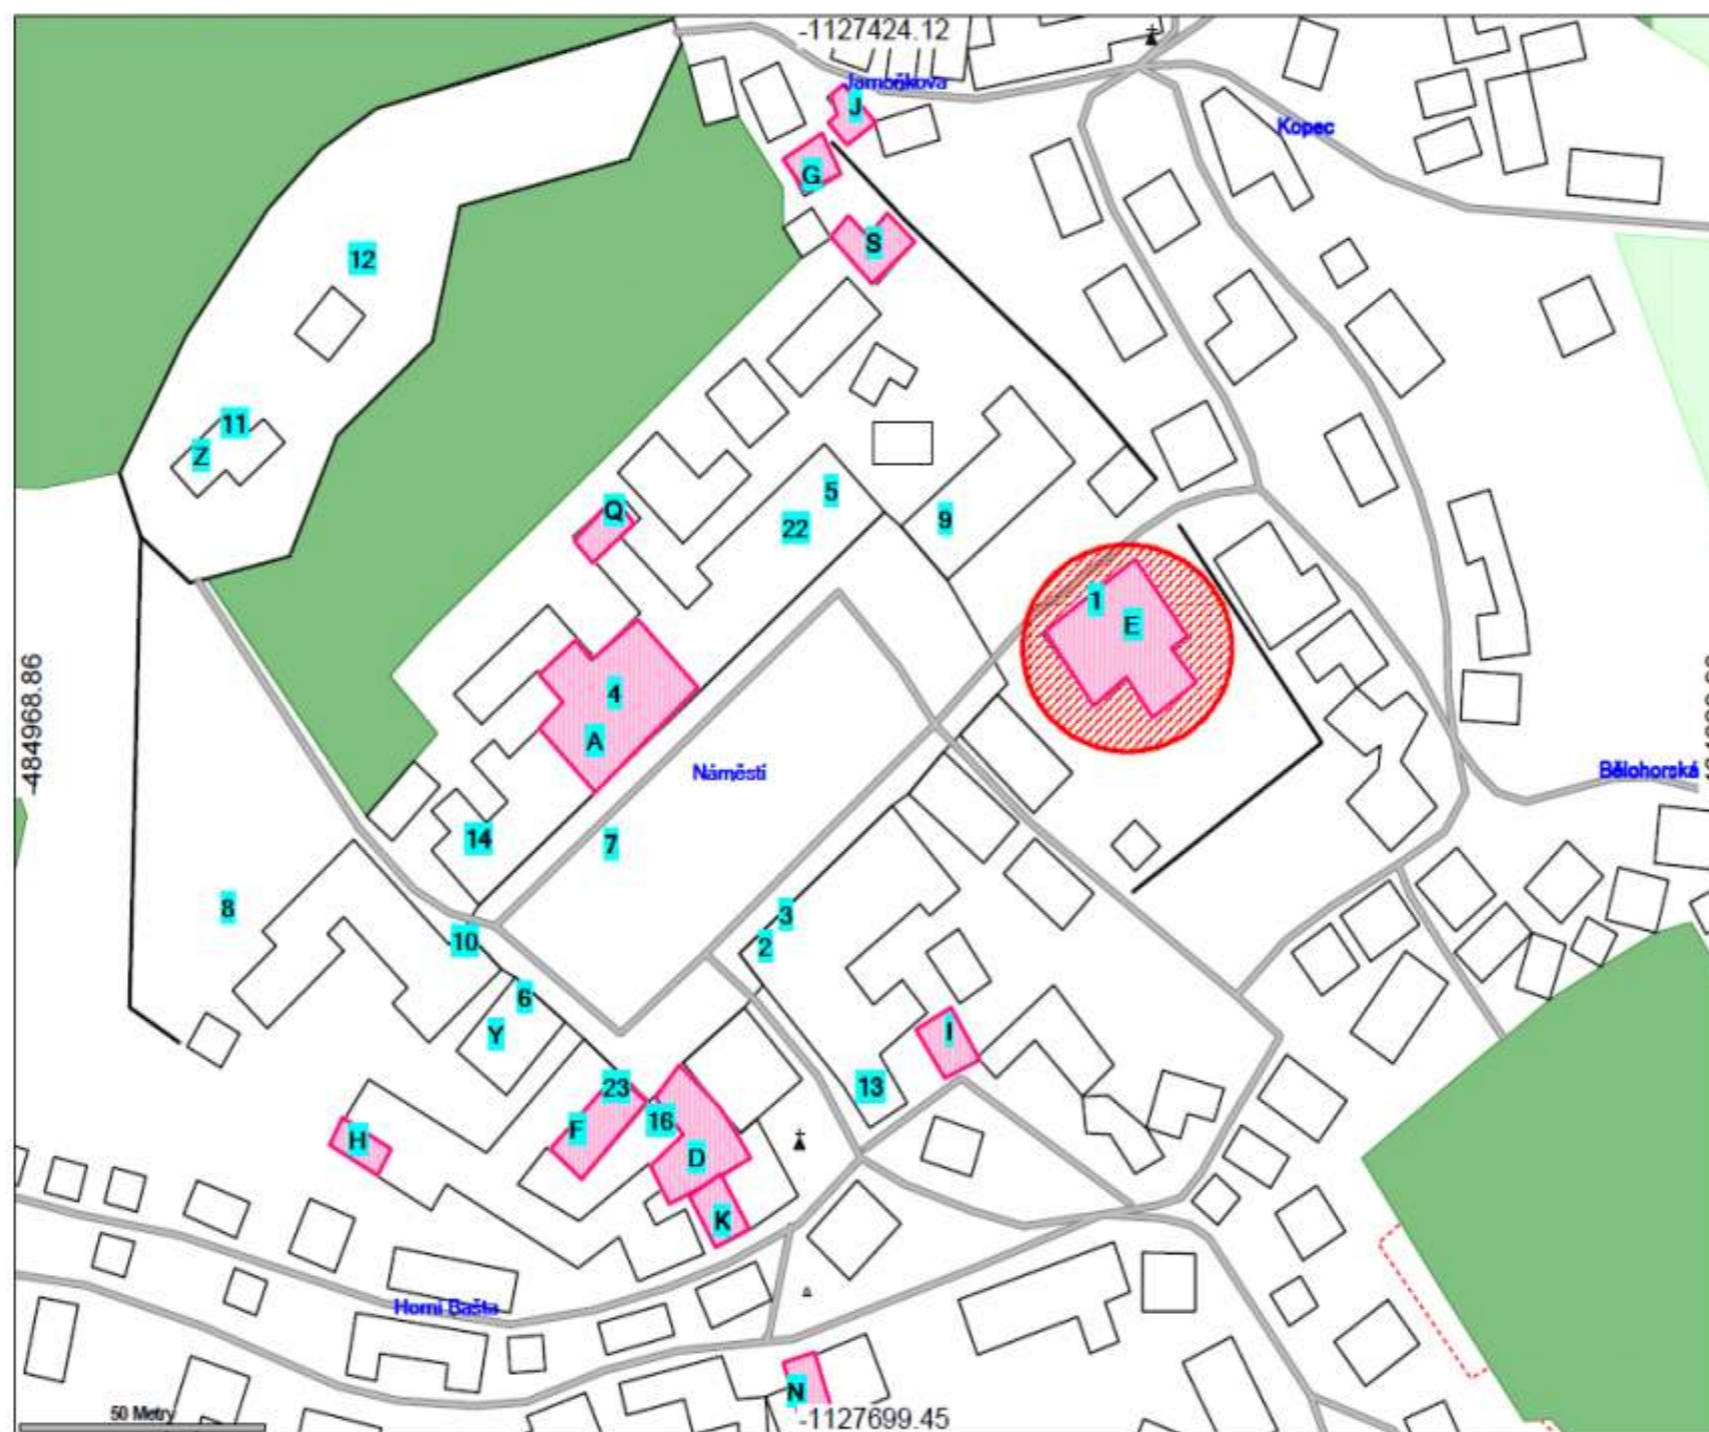 -1127424.12
Jamoňkova
J
Kopec
G
S
12
11
Z
Q
5
22
9
1
E
4
A
Náměstí
-484968.86
Bělohorská
14
7
8
3
2
10
6
Y
I
13
23
16
F
H
D
K
Horní Bašta
N
50 Metry
-1127699.45